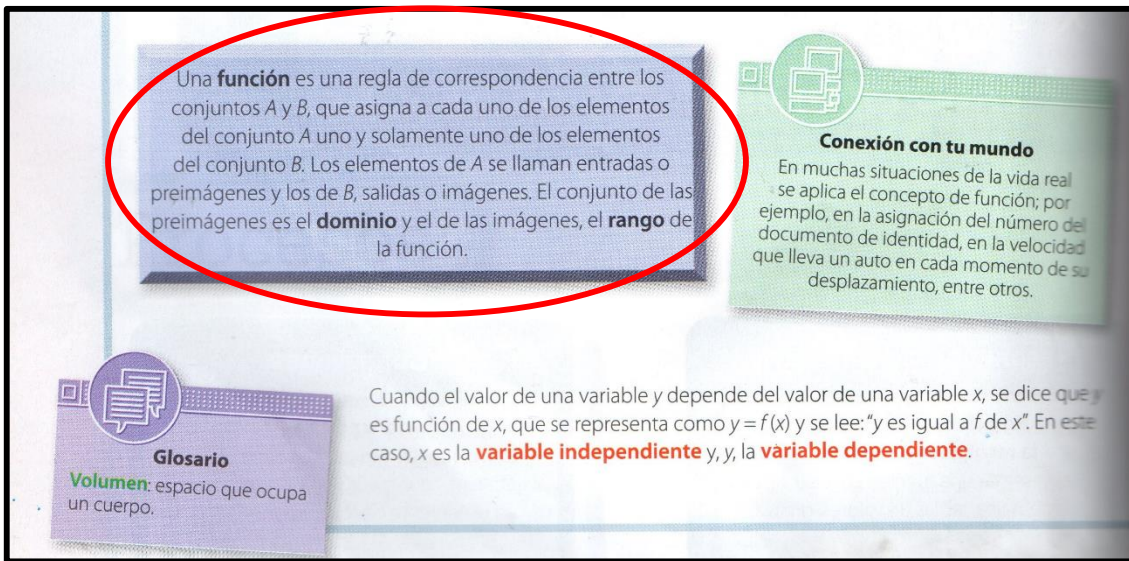 Una función es una regla de correspondencia entre los
conjuntos A y B, que asigna a cada uno de los elementos
del conjunto A uno y solamente uno de los elementos
del conjunto B. Los elementos de A se llaman entradas o
preimágenes y los de B, salidas o imágenes. El conjunto de las
preimágenes es el dominio y el de las imágenes, el rango de
la función.
Conexión con tu mundo
En muchas situaciones de la vida real
se aplica el concepto de función; por
ejemplo, en la asignación del número del
documento de identidad, en la velocidad
que lleva un auto en cada momento de su
desplazamiento, entre otros.
Glosario
Volumen: espacio que ocupa
un cuerpo.
Cuando el valor de una variable y depende del valor de una variable x, se dice que y
es función de x, que se representa como y = f (x) y se lee: "y es igual a f de x". En este
caso, x es la variable independiente y, y, la variable dependiente.